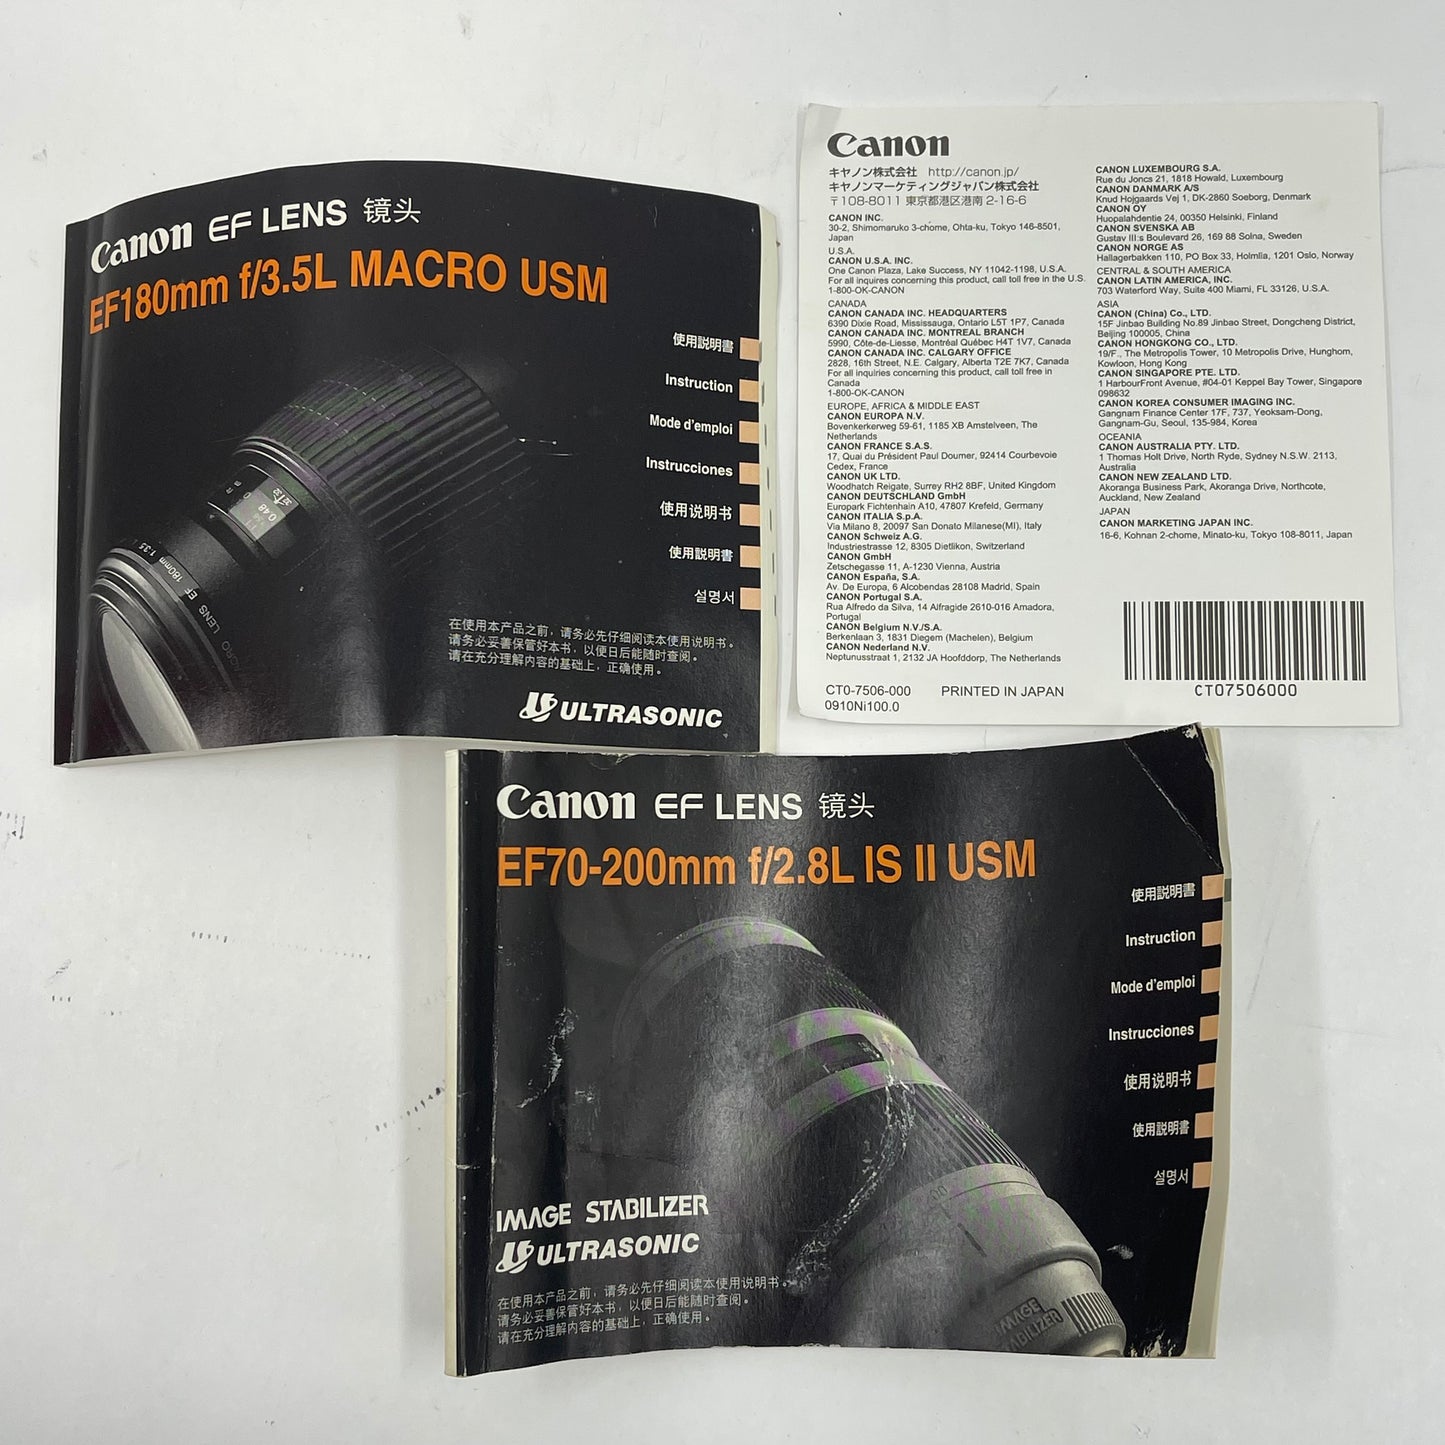 Canon EF LENS 镜头
EF180mm f/3.5L MACRO USM
使用説明書
Instruction
Mode d'emploi
Instrucciones
使用说明书
使用說明書
설명서
0.48
EF 180mm 1:3.5 L
MACRO LENS
在使用本产品之前，请务必先仔细阅读本使用说明书。
请务必妥善保管好本书，以便日后能随时查阅。
请在充分理解内容的基础上，正确使用。
ULTRASONIC
Canon
キヤノン株式会社 http://canon.jp/
キヤノンマーケティングジャパン株式会社
〒108-8011 東京都港区港南 2-16-6
CANON INC.
30-2, Shimomaruko 3-chome, Ohta-ku, Tokyo 146-8501,
Japan
U.S.A.
CANON U.S.A. INC.
One Canon Plaza, Lake Success, NY 11042-1198, U.S.A.
For all inquiries concerning this product, call toll free in the U.S.
1-800-OK-CANON
CANADA
CANON CANADA INC. HEADQUARTERS
6390 Dixie Road, Mississauga, Ontario L5T 1P7, Canada
CANON CANADA INC. MONTREAL BRANCH
5990, Côte-de-Liesse, Montréal Québec H4T 1V7, Canada
CANON CANADA INC. CALGARY OFFICE
2828, 16th Street, N.E. Calgary, Alberta T2E 7K7, Canada
For all inquiries concerning this product, call toll free in
Canada
1-800-OK-CANON
EUROPE, AFRICA & MIDDLE EAST
CANON EUROPA N.V.
Bovenkerkerweg 59-61, 1185 XB Amstelveen, The
Netherlands
CANON FRANCE S.A.S.
17, Quai du Président Paul Doumer, 92414 Courbevoie
Cedex, France
CANON UK LTD.
Woodhatch Reigate, Surrey RH2 8BF, United Kingdom
CANON DEUTSCHLAND GmbH
Europark Fichtenhain A10, 47807 Krefeld, Germany
CANON ITALIA S.p.A.
Via Milano 8, 20097 San Donato Milanese(MI), Italy
CANON Schweiz A.G.
Industriestrasse 12, 8305 Dietlikon, Switzerland
CANON GmbH
Zetschegasse 11, A-1230 Vienna, Austria
CANON España, S.A.
Av. De Europa, 6 Alcobendas 28108 Madrid, Spain
CANON Portugal S.A.
Rua Alfredo da Silva, 14 Alfragide 2610-016 Amadora,
Portugal
CANON Belgium N.V./S.A.
Berkenlaan 3, 1831 Diegem (Machelen), Belgium
CANON Nederland N.V.
Neptunusstraat 1, 2132 JA Hoofddorp, The Netherlands
CT0-7506-000 PRINTED IN JAPAN
0910Ni100.0
CANON LUXEMBOURG S.A.
Rue du Joncs 21, 1818 Howald, Luxembourg
CANON DANMARK A/S
Knud Hojgaards Vej 1, DK-2860 Soeborg, Denmark
CANON OY
Huopalahdentie 24, 00350 Helsinki, Finland
CANON SVENSKA AB
Gustav III:s Boulevard 26, 169 88 Solna, Sweden
CANON NORGE AS
Hallagerbakken 110, PO Box 33, Holmlia, 1201 Oslo, Norway
CENTRAL & SOUTH AMERICA
CANON LATIN AMERICA, INC.
703 Waterford Way, Suite 400 Miami, FL 33126, U.S.A.
ASIA
CANON (China) Co., LTD.
15F Jinbao Building No.89 Jinbao Street, Dongcheng District,
Beijing 100005, China
CANON HONGKONG CO., LTD.
19/F., The Metropolis Tower, 10 Metropolis Drive, Hunghom,
Kowloon, Hong Kong
CANON SINGAPORE PTE. LTD.
1 HarbourFront Avenue, #04-01 Keppel Bay Tower, Singapore
098632
CANON KOREA CONSUMER IMAGING INC.
Gangnam Finance Center 17F, 737, Yeoksam-Dong,
Gangnam-Gu, Seoul, 135-984, Korea
OCEANIA
CANON AUSTRALIA PTY. LTD.
1 Thomas Holt Drive, North Ryde, Sydney N.S.W. 2113,
Australia
CANON NEW ZEALAND LTD.
Akoranga Business Park, Akoranga Drive, Northcote,
Auckland, New Zealand
JAPAN
CANON MARKETING JAPAN INC.
16-6, Kohnan 2-chome, Minato-ku, Tokyo 108-8011, Japan
CT07506000
Canon EF LENS 镜头
EF70-200mm f/2.8L IS II USM
使用説明書
Instruction
Mode d'emploi
Instrucciones
使用说明书
使用說明書
설명서
IMAGE STABILIZER
ULTRASONIC
在使用本产品之前，请务必先仔细阅读本使用说明书。
请务必妥善保管好本书，以便日后能随时查阅。
请在充分理解内容的基础上，正确使用。
IMAGE
STABILIZER